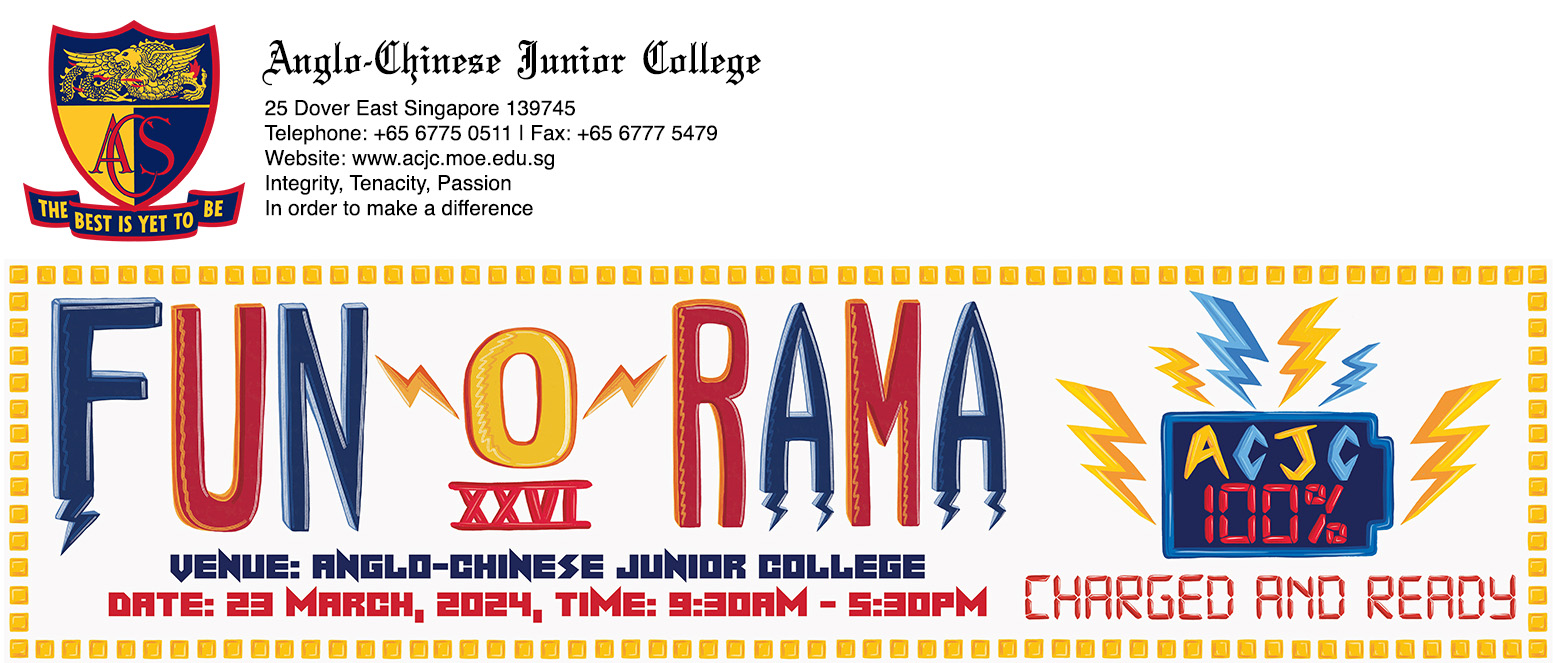 ACS
THE BEST IS YET TO BE
Anglo-Chinese Junior College
25 Dover East Singapore 139745
Telephone: +65 6775 0511 | Fax: +65 6777 5479
Website: www.acjc.moe.edu.sg
Integrity, Tenacity, Passion
In order to make a difference
FUN O RAMA
XXVI
VENUE: ANGLO-CHINESE JUNIOR COLLEGE
DATE: 23 MARCH, 2024, TIME: 9:30AM - 5:30PM
ACJC
100%
CHARGED AND READY